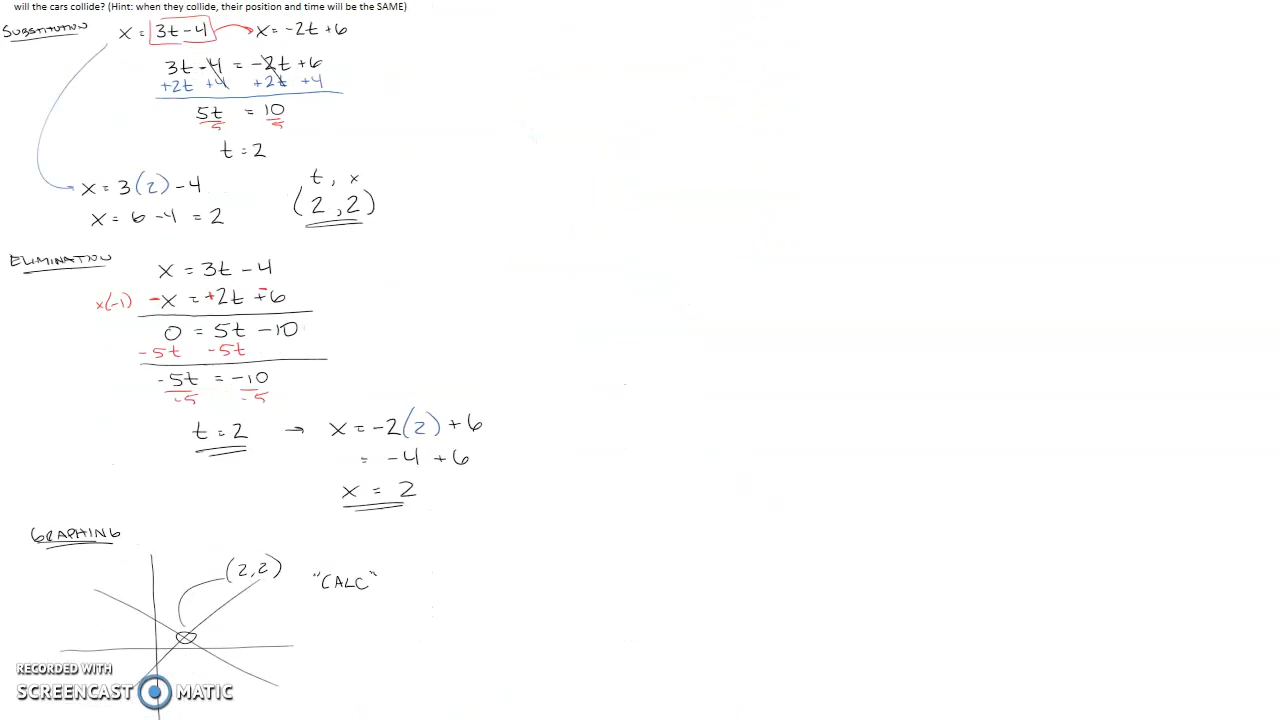 will the cars collide? (Hint: when they collide, their position and time will be the SAME)
SUBSTITUTION
x = 3t - 4 x = -2t + 6
3t - 4 = -2t + 6
+2t +4 +2t +4
5t = 10
5 5
t = 2
x = 3(2) - 4
t, x
x = 6 - 4 = 2
(2, 2)
ELIMINATION
x = 3t - 4
x(-1) -x = +2t - 6
0 = 5t - 10
-5t -5t
-5t = -10
-5 -5
t = 2 → x = -2(2) + 6
= -4 + 6
x = 2
GRAPHING
(2, 2)
"CALC"
RECORDED WITH
SCREENCAST MATIC